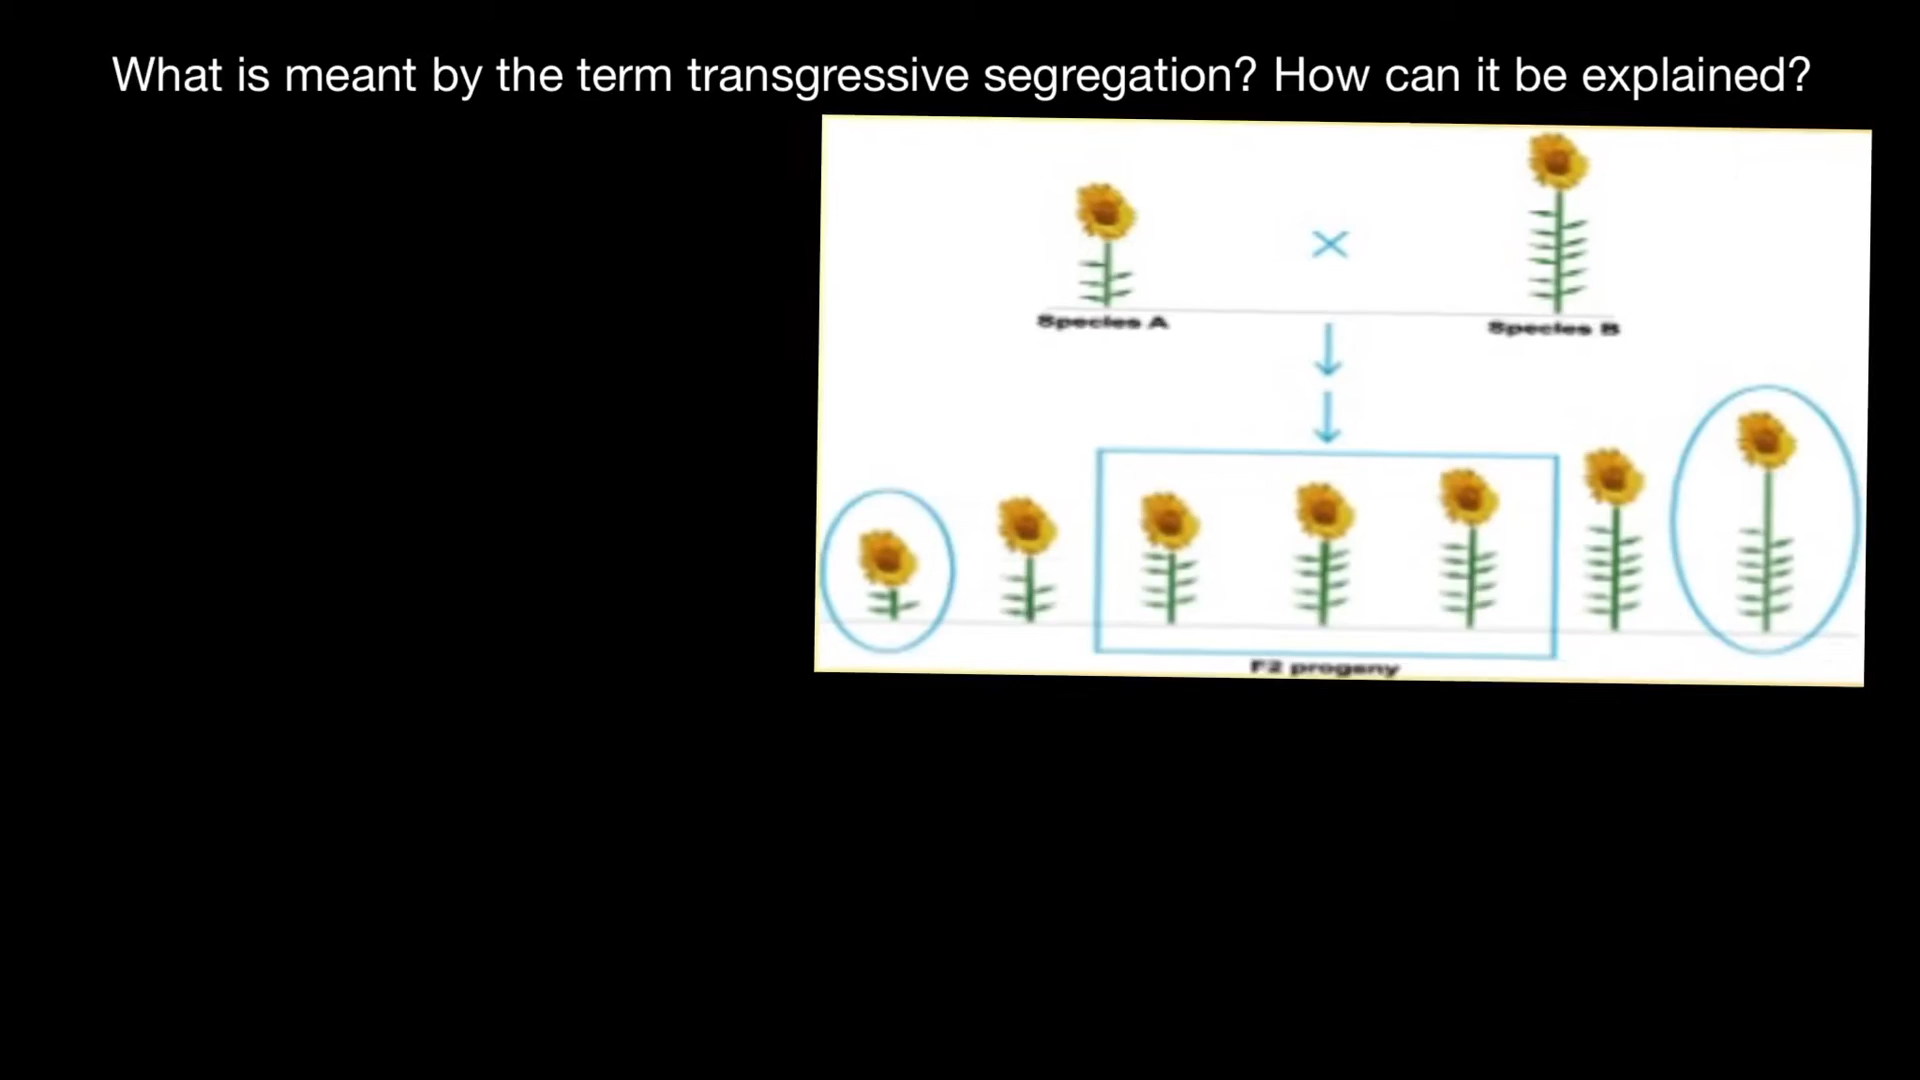 What is meant by the term transgressive segregation? How can it be explained?
Species A
Species B
F2 progeny